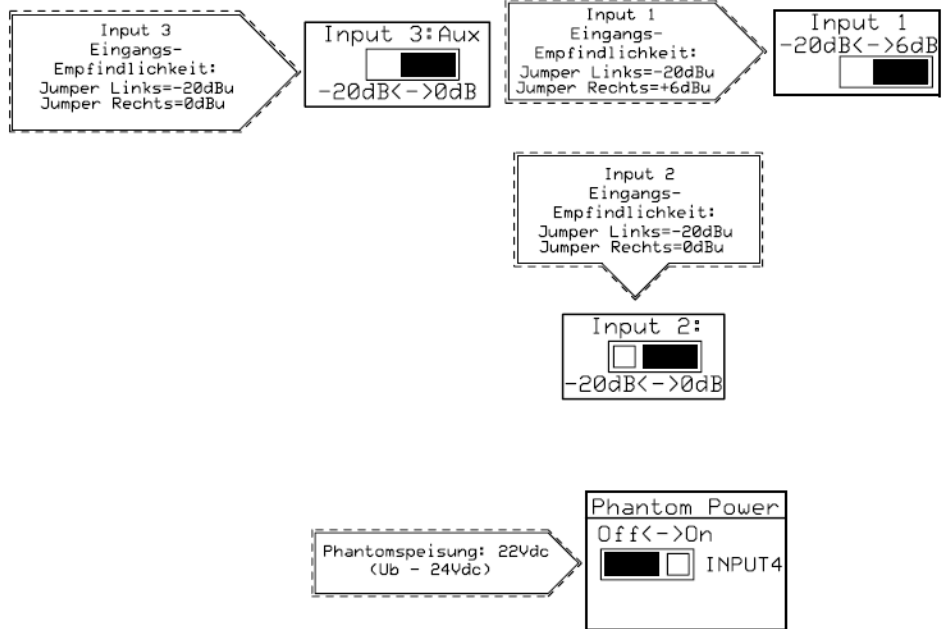 Input 3
Eingangs-
Empfindlichkeit:
Jumper Links=-20dBu
Jumper Rechts=0dBu
Input 3:Aux
-20dB<->0dB
Input 1
Eingangs-
Empfindlichkeit:
Jumper Links=-20dBu
Jumper Rechts=+6dBu
Input 1
-20dB<->6dB
Input 2
Eingangs-
Empfindlichkeit:
Jumper Links=-20dBu
Jumper Rechts=0dBu
Input 2:
-20dB<->0dB
Phantomspeisung: 22Vdc
(Ub - 24Vdc)
Phantom Power
Off<->On
INPUT4